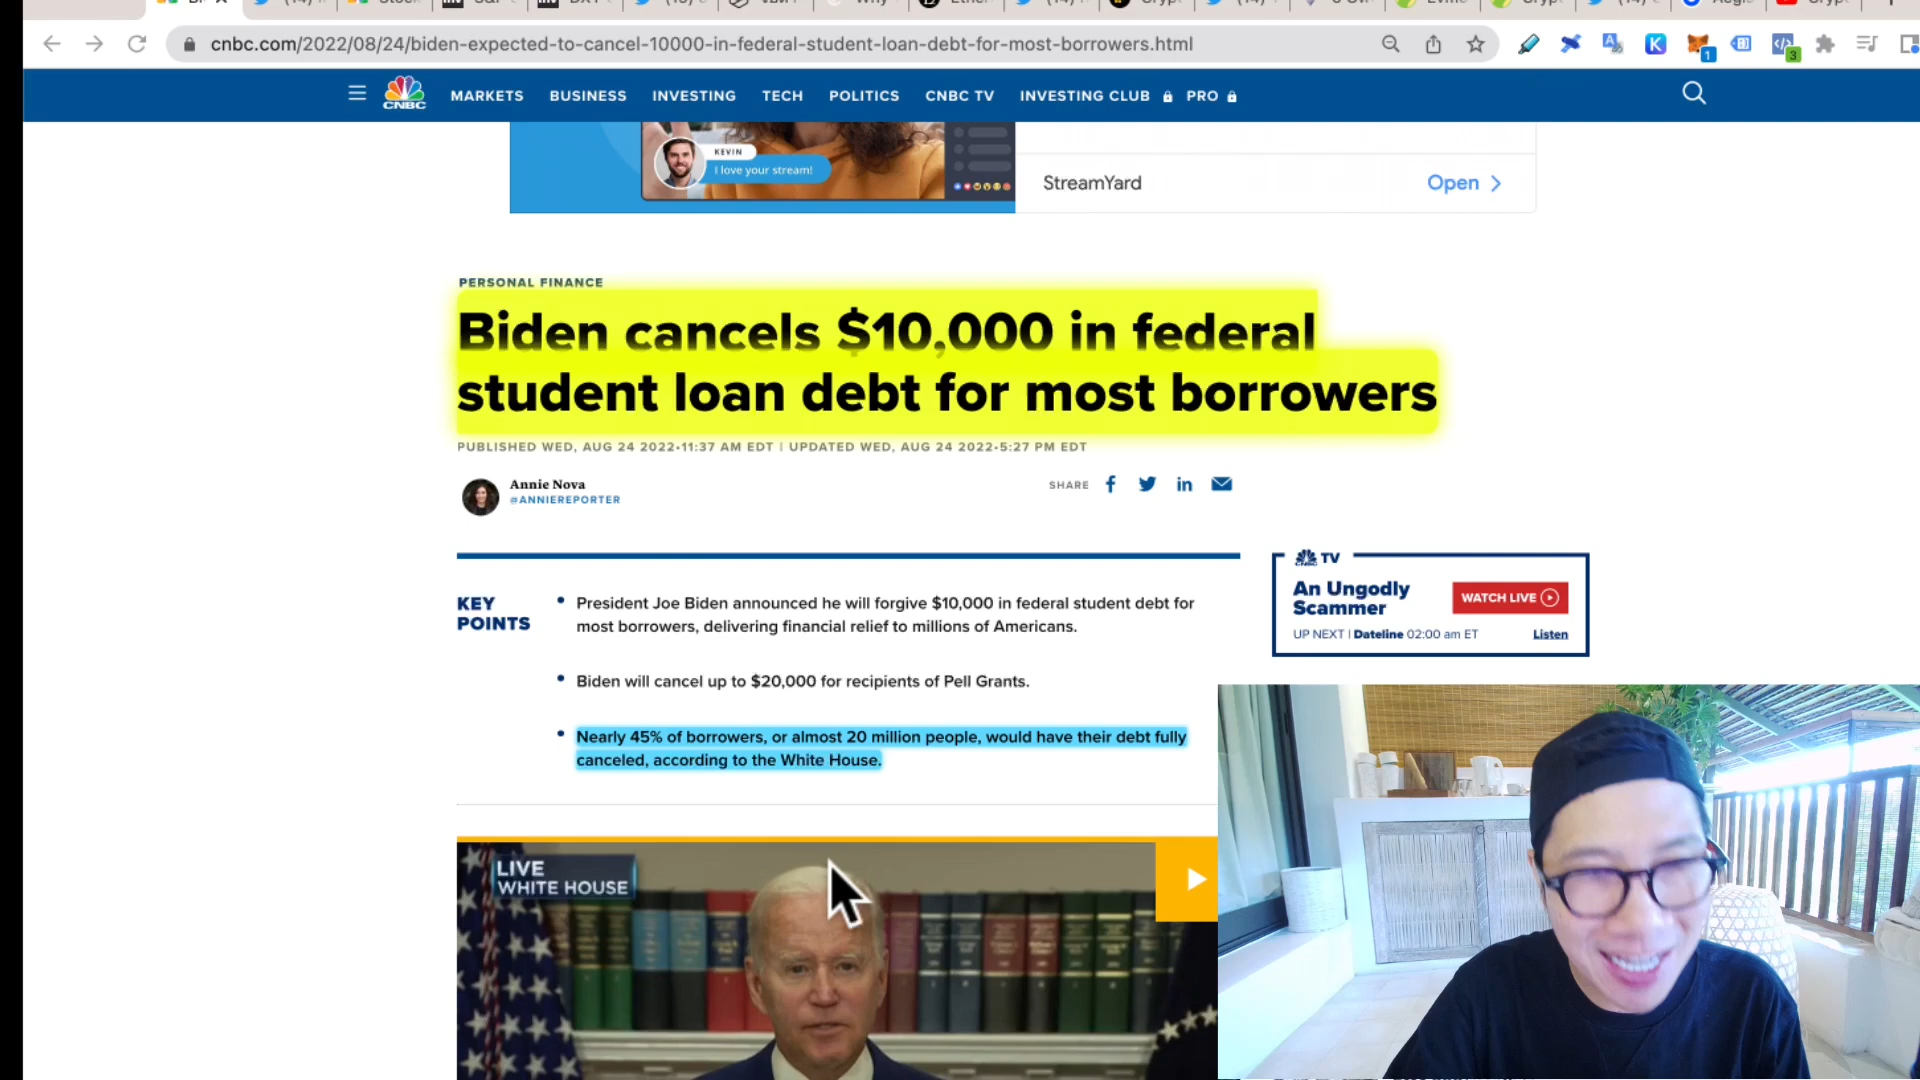 cnbc.com/2022/08/24/biden-expected-to-cancel-10000-in-federal-student-loan-debt-for-most-borrowers.html
1
3
CNBC
MARKETS BUSINESS INVESTING TECH POLITICS CNBC TV INVESTING CLUB PRO
KEVIN
I love your stream!
StreamYard
Open
PERSONAL FINANCE
Biden cancels $10,000 in federal
student loan debt for most borrowers
PUBLISHED WED, AUG 24 2022•11:37 AM EDT | UPDATED WED, AUG 24 2022•5:27 PM EDT
Annie Nova
@ANNIEREPORTER
SHARE
KEY
POINTS
• President Joe Biden announced he will forgive $10,000 in federal student debt for
most borrowers, delivering financial relief to millions of Americans.
• Biden will cancel up to $20,000 for recipients of Pell Grants.
• Nearly 45% of borrowers, or almost 20 million people, would have their debt fully
canceled, according to the White House.
TV
An Ungodly
Scammer
WATCH LIVE
UP NEXT | Dateline 02:00 am ET
Listen
LIVE
WHITE HOUSE